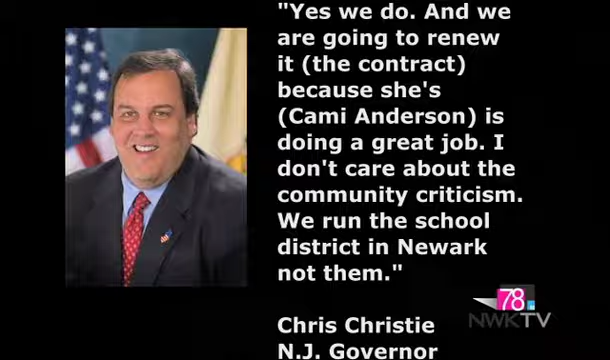 "Yes we do. And we
are going to renew
it (the contract)
because she's
(Cami Anderson) is
doing a great job. I
don't care about the
community criticism.
We run the school
district in Newark
not them."
Chris Christie
N.J. Governor
78
NWKTV